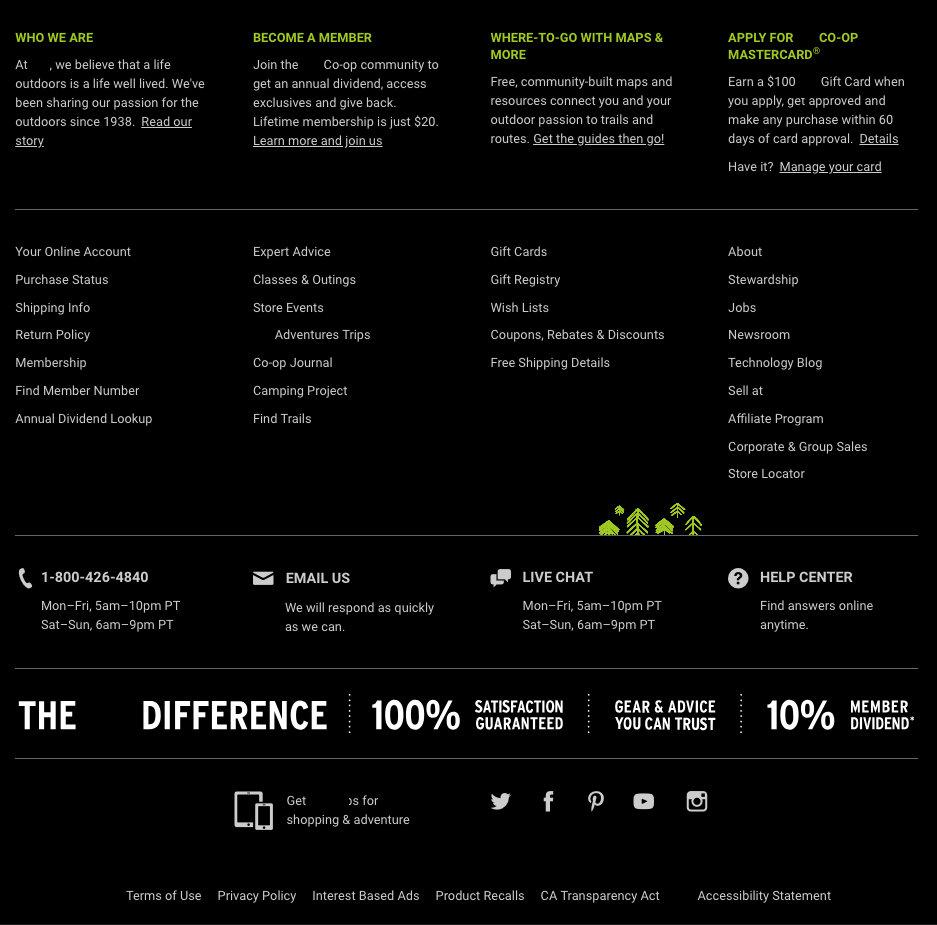 WHO WE ARE
At , we believe that a life
outdoors is a life well lived. We've
been sharing our passion for the
outdoors since 1938. Read our
story
BECOME A MEMBER
Join the Co-op community to
get an annual dividend, access
exclusives and give back.
Lifetime membership is just $20.
Learn more and join us
WHERE-TO-GO WITH MAPS &
MORE
Free, community-built maps and
resources connect you and your
outdoor passion to trails and
routes. Get the guides then go!
APPLY FOR CO-OP
MASTERCARD®
Earn a $100 Gift Card when
you apply, get approved and
make any purchase within 60
days of card approval. Details
Have it? Manage your card
Your Online Account
Purchase Status
Shipping Info
Return Policy
Membership
Find Member Number
Annual Dividend Lookup
Expert Advice
Classes & Outings
Store Events
Adventures Trips
Co-op Journal
Camping Project
Find Trails
Gift Cards
Gift Registry
Wish Lists
Coupons, Rebates & Discounts
Free Shipping Details
About
Stewardship
Jobs
Newsroom
Technology Blog
Sell at
Affiliate Program
Corporate & Group Sales
Store Locator
1-800-426-4840
Mon–Fri, 5am–10pm PT
Sat–Sun, 6am–9pm PT
EMAIL US
We will respond as quickly
as we can.
LIVE CHAT
Mon–Fri, 5am–10pm PT
Sat–Sun, 6am–9pm PT
HELP CENTER
Find answers online
anytime.
THE DIFFERENCE
100%
SATISFACTION
GUARANTEED
GEAR & ADVICE
YOU CAN TRUST
10%
MEMBER
DIVIDEND*
Get for
shopping & adventure
Terms of Use Privacy Policy Interest Based Ads Product Recalls CA Transparency Act Accessibility Statement